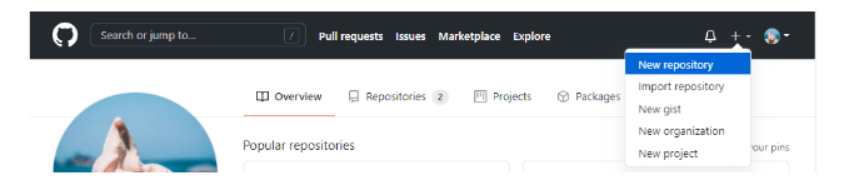 Search or jump to... / Pull requests Issues Marketplace Explore
New repository
Import repository
New gist
New organization
New project
Overview Repositories 2 Projects Packages
Popular repositories your pins